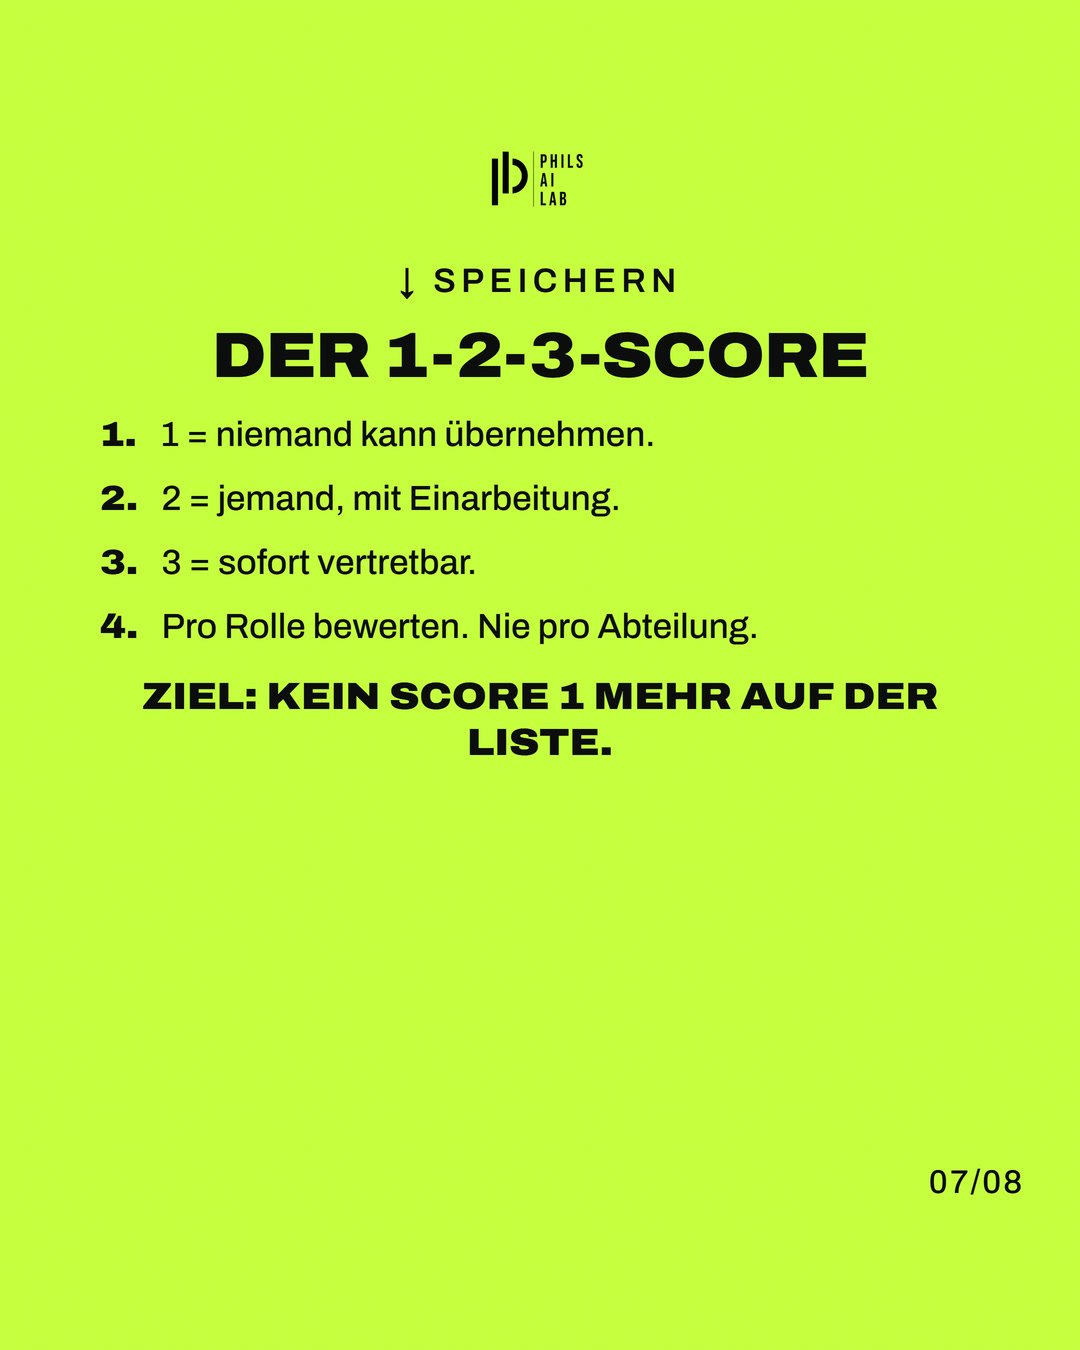 PHILS
AI
LAB
↓ SPEICHERN
DER 1-2-3-SCORE
1. 1 = niemand kann übernehmen.
2. 2 = jemand, mit Einarbeitung.
3. 3 = sofort vertretbar.
4. Pro Rolle bewerten. Nie pro Abteilung.
ZIEL: KEIN SCORE 1 MEHR AUF DER
LISTE.
07/08